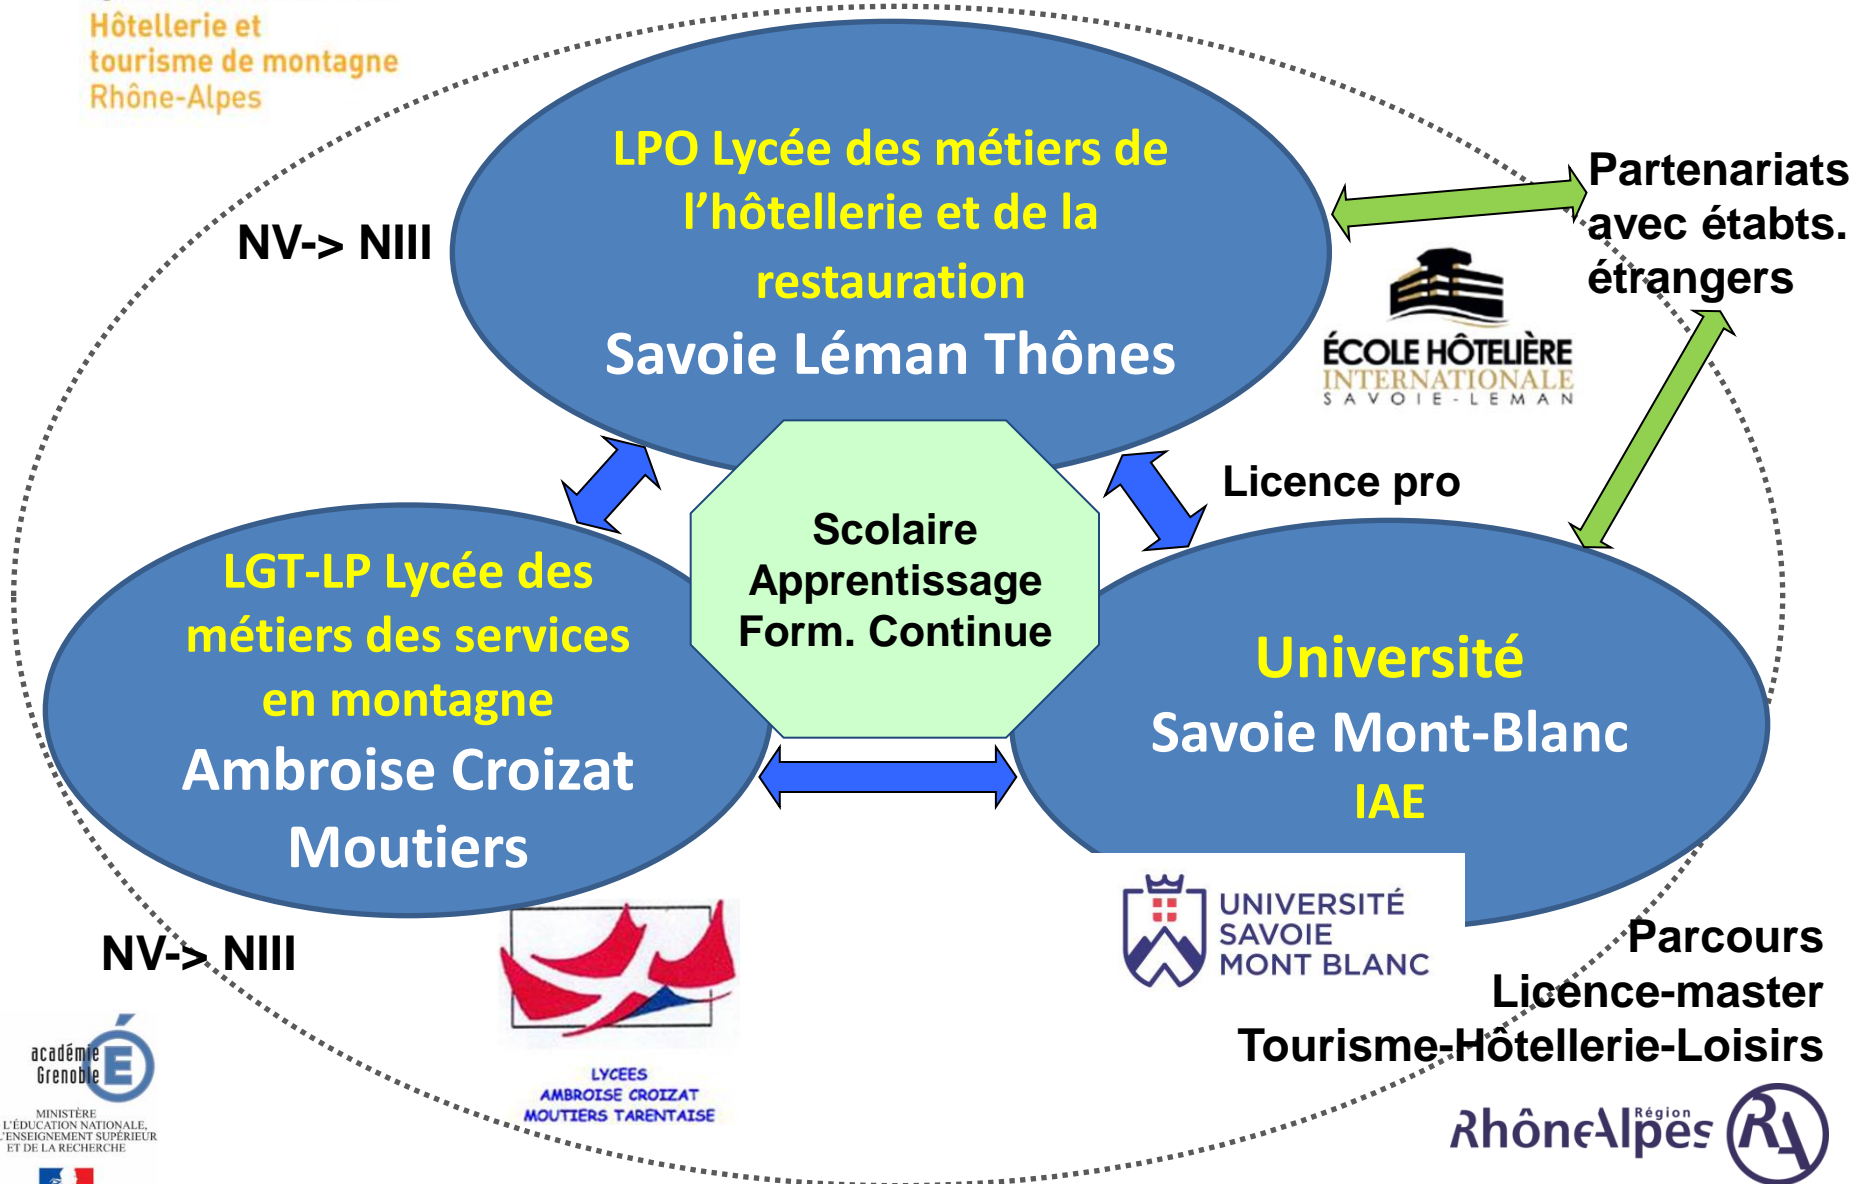 Hôtellerie et
tourisme de montagne
Rhône-Alpes
LPO Lycée des métiers de
l’hôtellerie et de la
restauration
Savoie Léman Thônes
NV-> NIII
Partenariats
avec étabts.
étrangers
ÉCOLE HÔTELIÈRE
INTERNATIONALE
SAVOIE-LEMAN
Licence pro
Scolaire
Apprentissage
Form. Continue
LGT-LP Lycée des
métiers des services
en montagne
Ambroise Croizat
Moutiers
Université
Savoie Mont-Blanc
IAE
NV-> NIII
LYCEES
AMBROISE CROIZAT
MOUTIERS TARENTAISE
UNIVERSITÉ
SAVOIE
MONT BLANC
Parcours
Licence-master
Tourisme-Hôtellerie-Loisirs
académie
Grenoble
É
MINISTÈRE
L'ÉDUCATION NATIONALE,
L'ENSEIGNEMENT SUPÉRIEUR
ET DE LA RECHERCHE
RhôneAlpes Région
RA